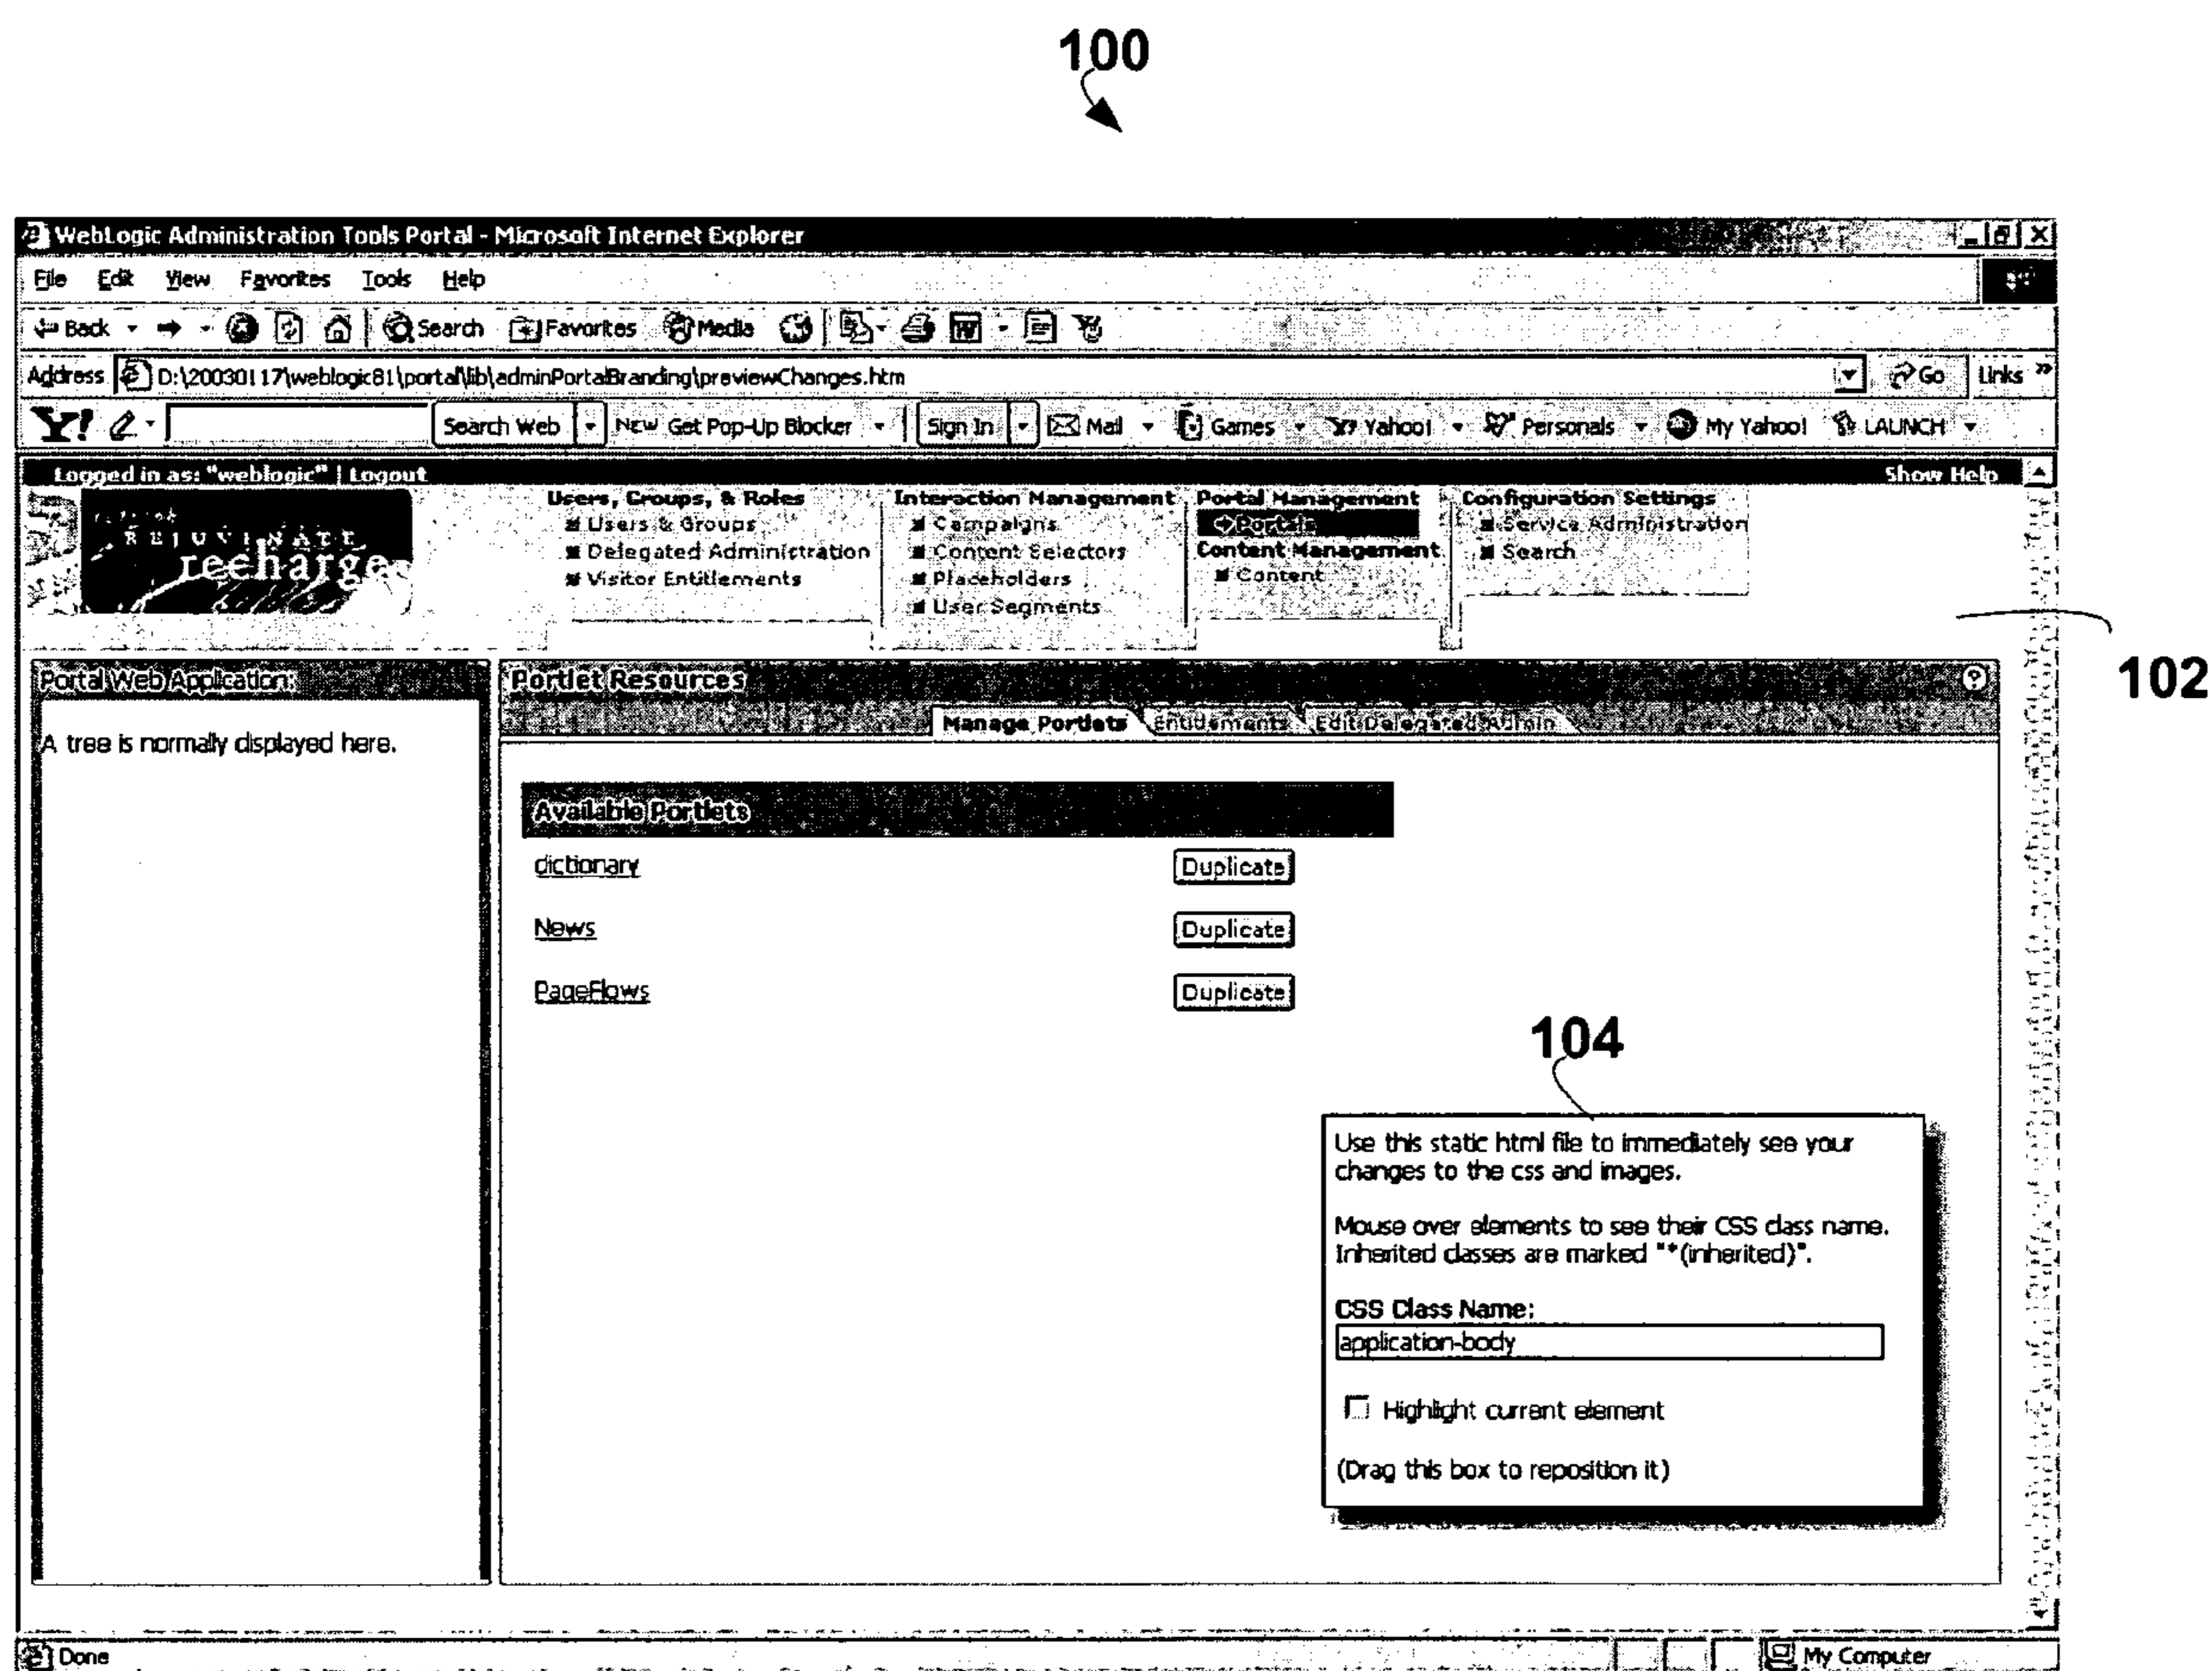 100
WebLogic Administration Tools Portal - Microsoft Internet Explorer
File Edit View Favorites Tools Help
Back Search Favorites Media
Address D:\20030117\weblogic81\portal\lib\adminPortalBranding\previewChanges.htm Go Links »
Y! Search Web NEW Get Pop-Up Blocker Sign In Mail Games Yahoo! Personals My Yahoo! LAUNCH
Logged in as: "weblogic" | Logout Show Help
REJUVINATE
recharge
Users, Groups, & Roles
Users & Groups
Delegated Administration
Visitor Entitlements
Interaction Management
Campaigns
Content Selectors
Placeholders
User Segments
Portal Management
Portals
Content Management
Content
Configuration Settings
Service Administration
Search
102
Portal Web Application:
A tree is normally displayed here.
Portlet Resources ?
Manage Portlets Entitlements Edit Delegated Admin
Available Portlets
dictionary Duplicate
News Duplicate
PageFlows Duplicate
104
Use this static html file to immediately see your
changes to the css and images.
Mouse over elements to see their CSS class name.
Inherited classes are marked "*(inherited)".
CSS Class Name:
application-body
Highlight current element
(Drag this box to reposition it)
Done My Computer